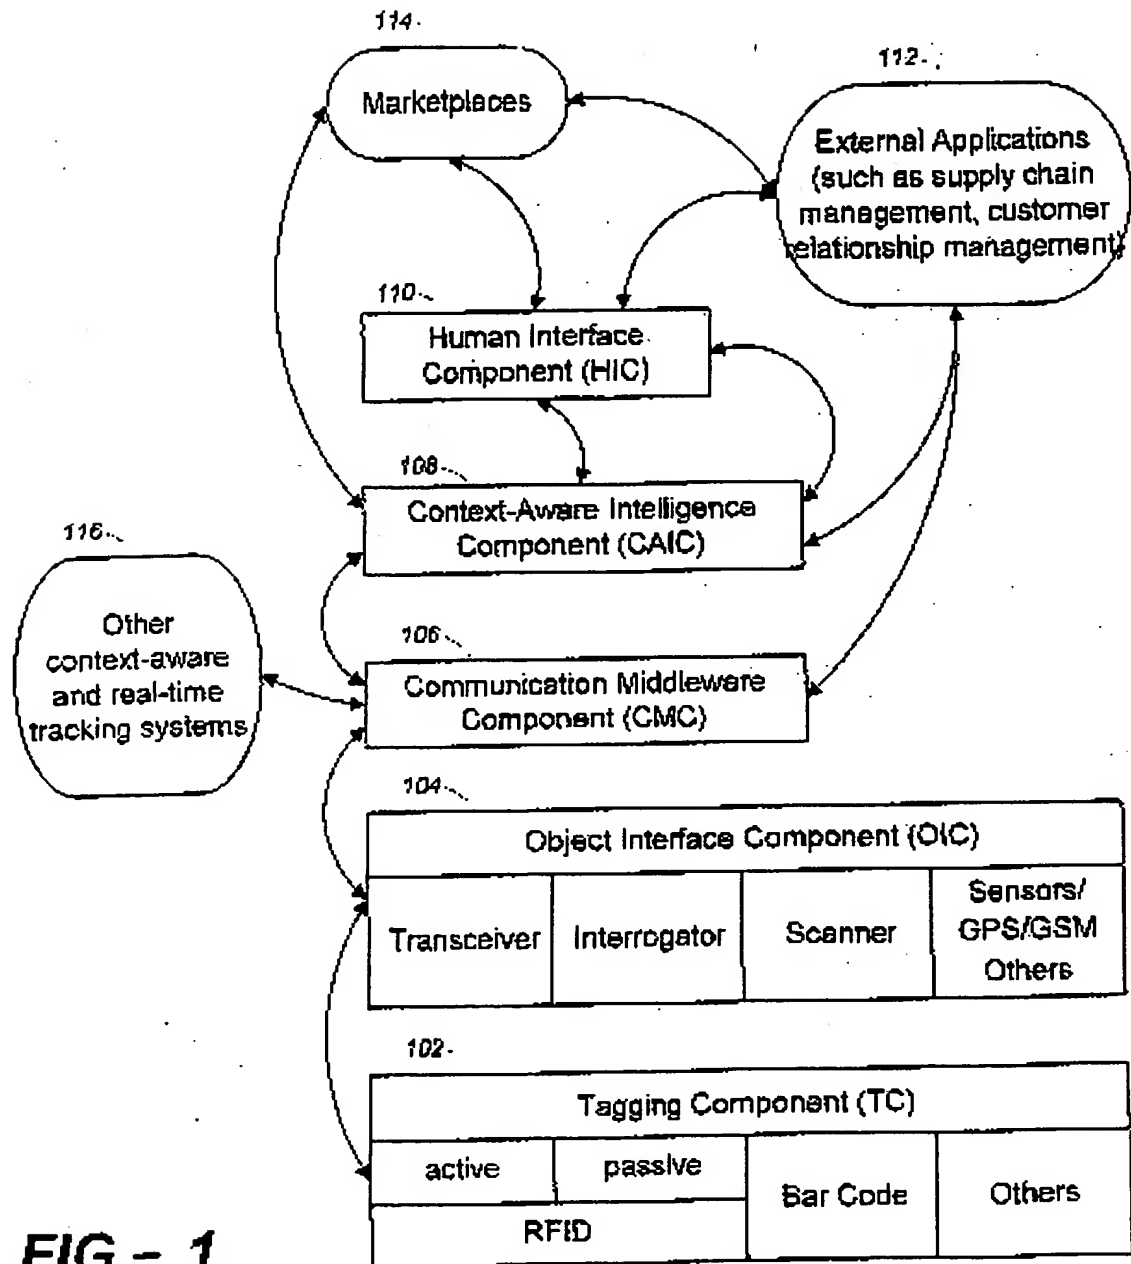 114
Marketplaces
112
External Applications
(such as supply chain
management, customer
relationship management)
110
Human Interface
Component (HIC)
108
Context-Aware Intelligence
Component (CAIC)
116
Other
context-aware
and real-time
tracking systems
106
Communication Middleware
Component (CMC)
104
Object Interface Component (OIC)
Transceiver
Interrogator
Scanner
Sensors/
GPS/GSM
Others
102
Tagging Component (TC)
active
passive
RFID
Bar Code
Others
FIG - 1